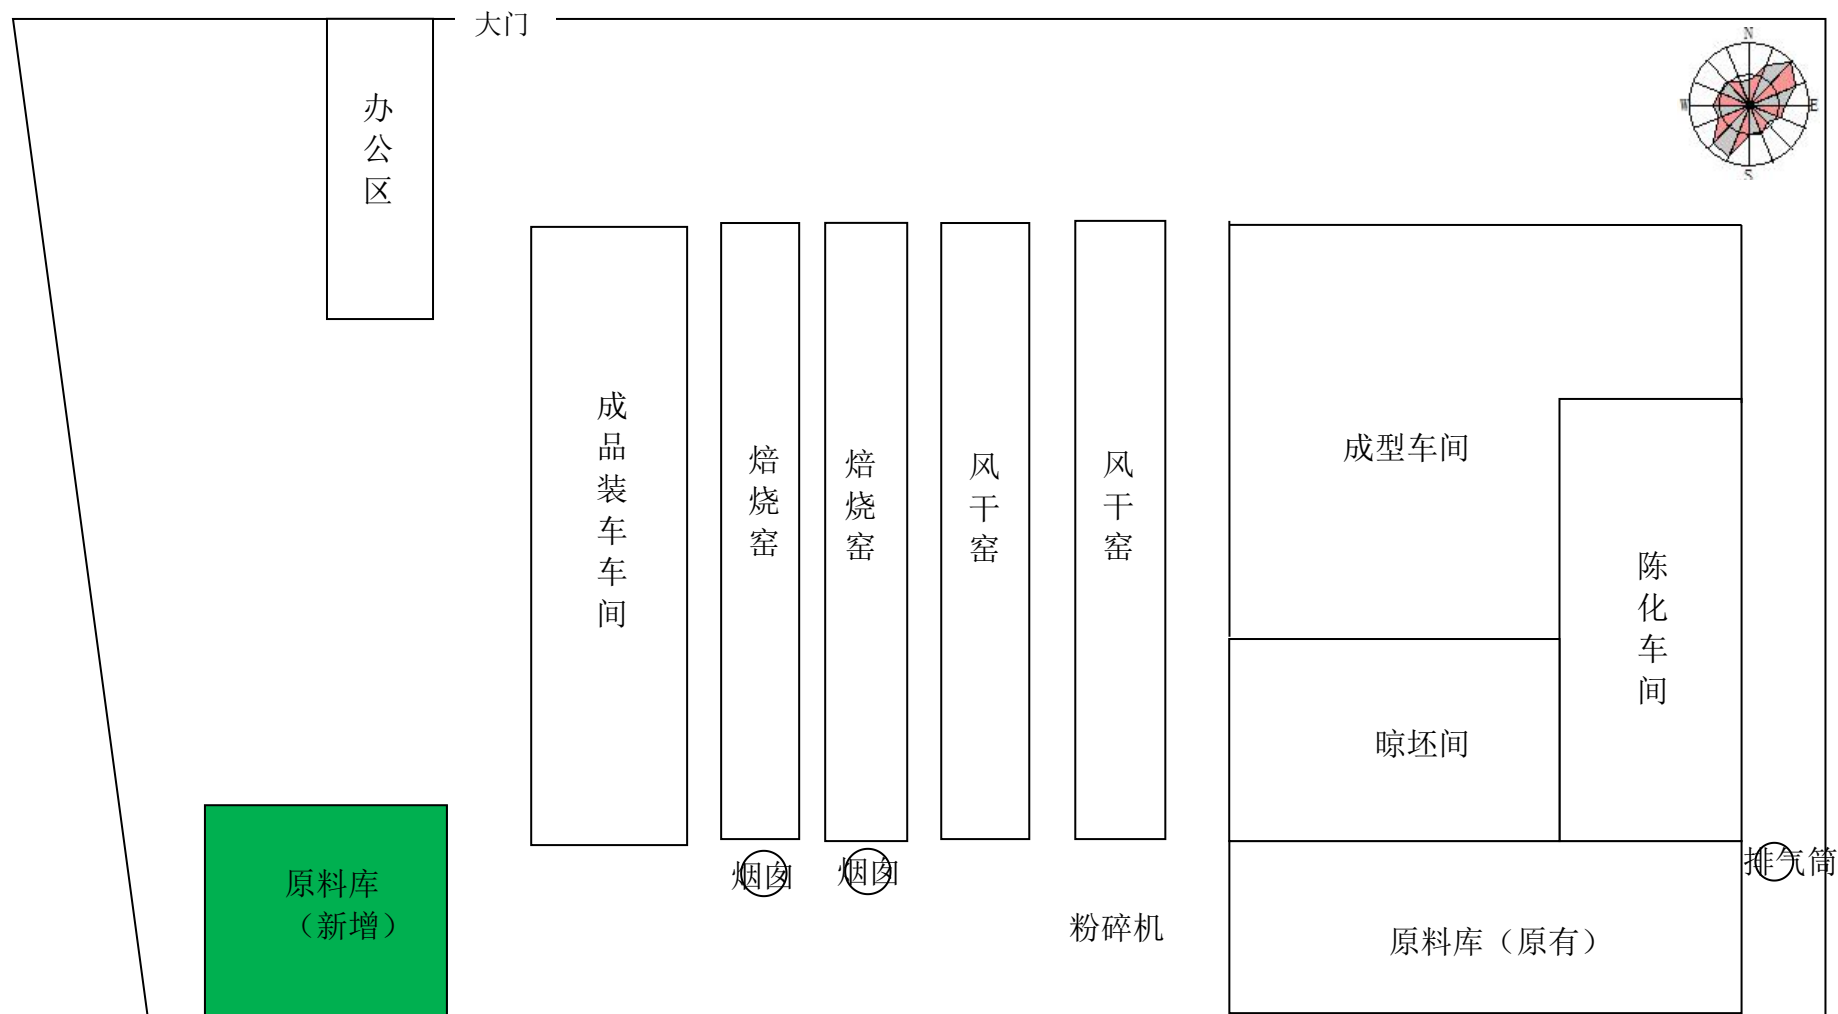 大门
N
W
E
S
办公区
成品装车车间
焙烧窑
焙烧窑
风干窑
风干窑
成型车间
陈化车间
晾坯间
烟囱
烟囱
排气筒
原料库
（新增）
粉碎机
原料库（原有）